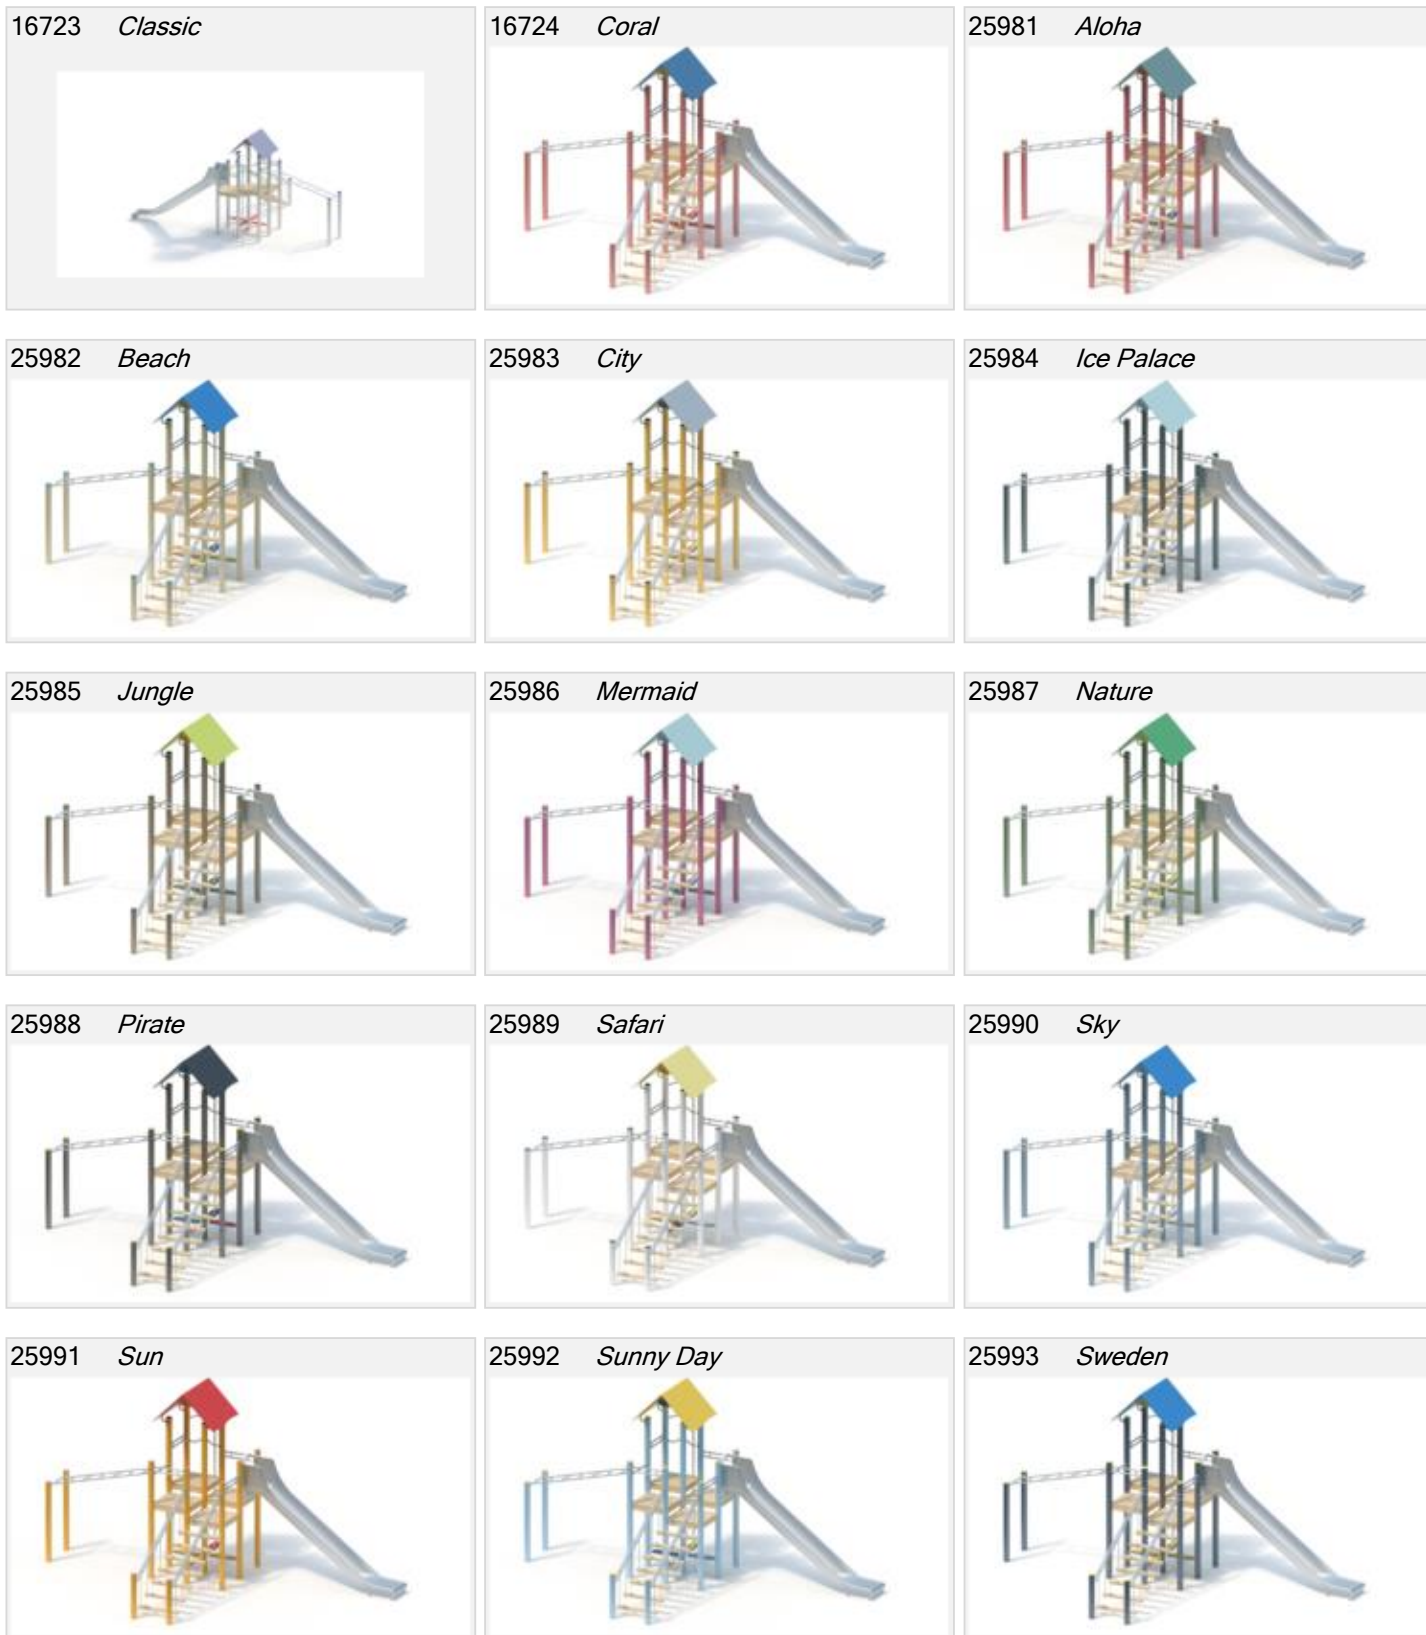 16723 Classic
16724 Coral
25981 Aloha
25982 Beach
25983 City
25984 Ice Palace
25985 Jungle
25986 Mermaid
25987 Nature
25988 Pirate
25989 Safari
25990 Sky
25991 Sun
25992 Sunny Day
25993 Sweden